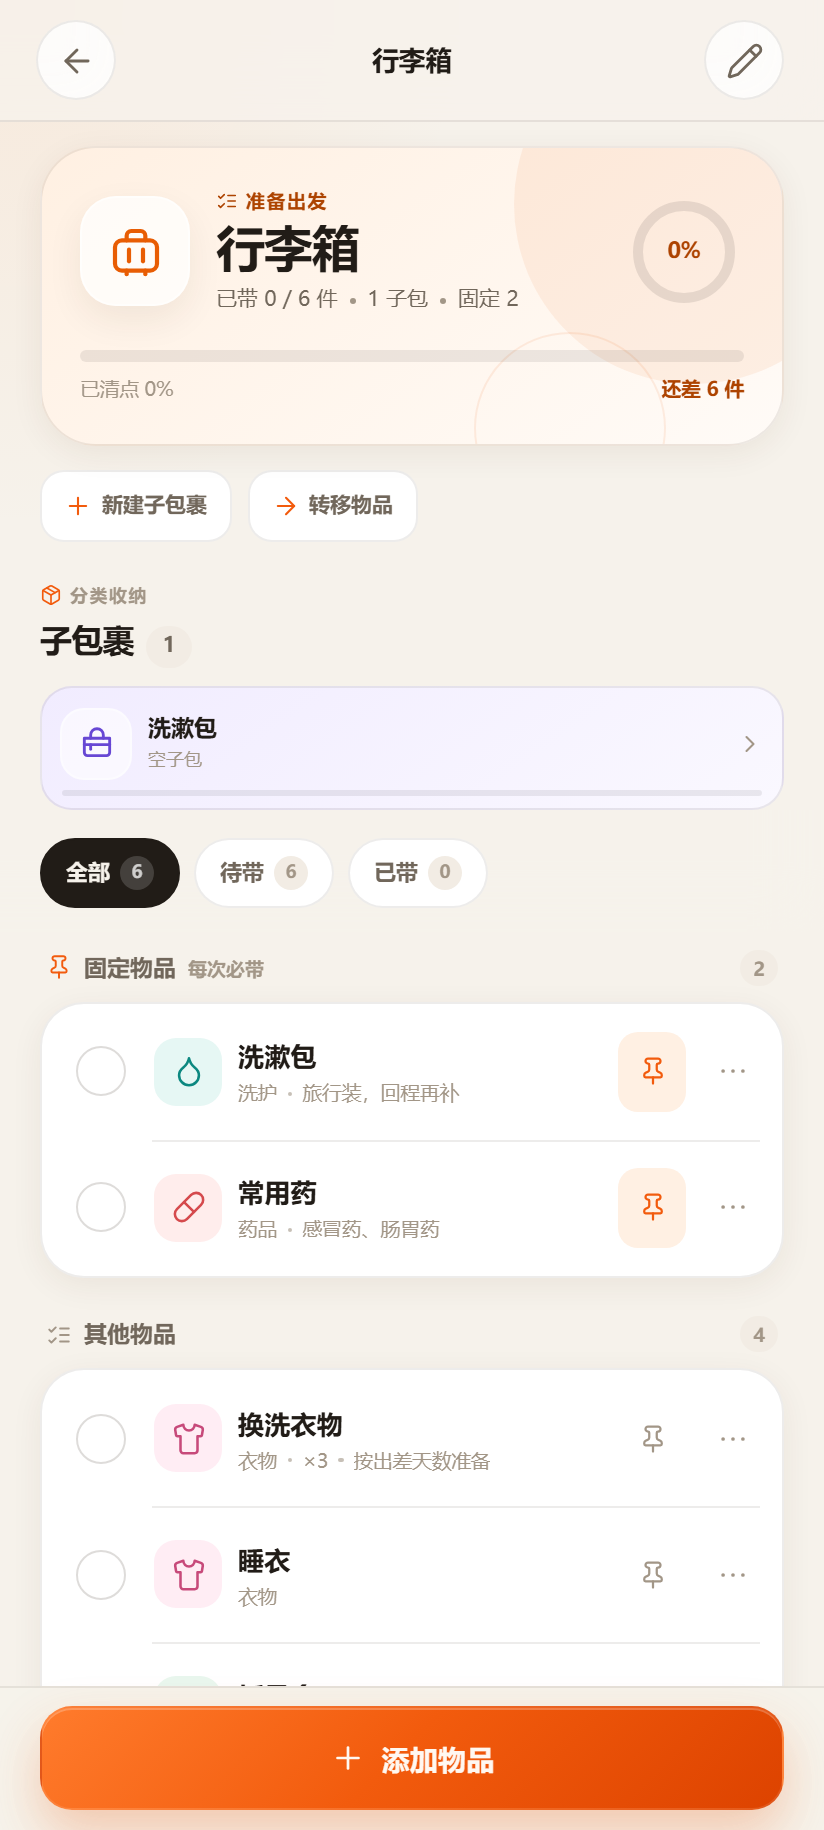 行李箱
准备出发
行李箱
已带 0 / 6 件 • 1 子包 • 固定 2
0%
已清点 0%
还差 6 件
新建子包裹
转移物品
分类收纳
子包裹 1
洗漱包
空子包
全部 6
待带 6
已带 0
固定物品 每次必带 2
洗漱包
洗护 • 旅行装，回程再补
常用药
药品 • 感冒药、肠胃药
其他物品 4
换洗衣物
衣物 • ×3 • 按出差天数准备
睡衣
衣物
添加物品